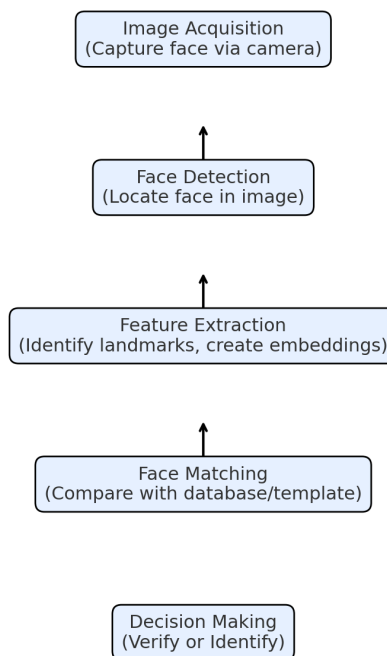 Image Acquisition
(Capture face via camera)
Face Detection
(Locate face in image)
Feature Extraction
(Identify landmarks, create embeddings)
Face Matching
(Compare with database/template)
Decision Making
(Verify or Identify)